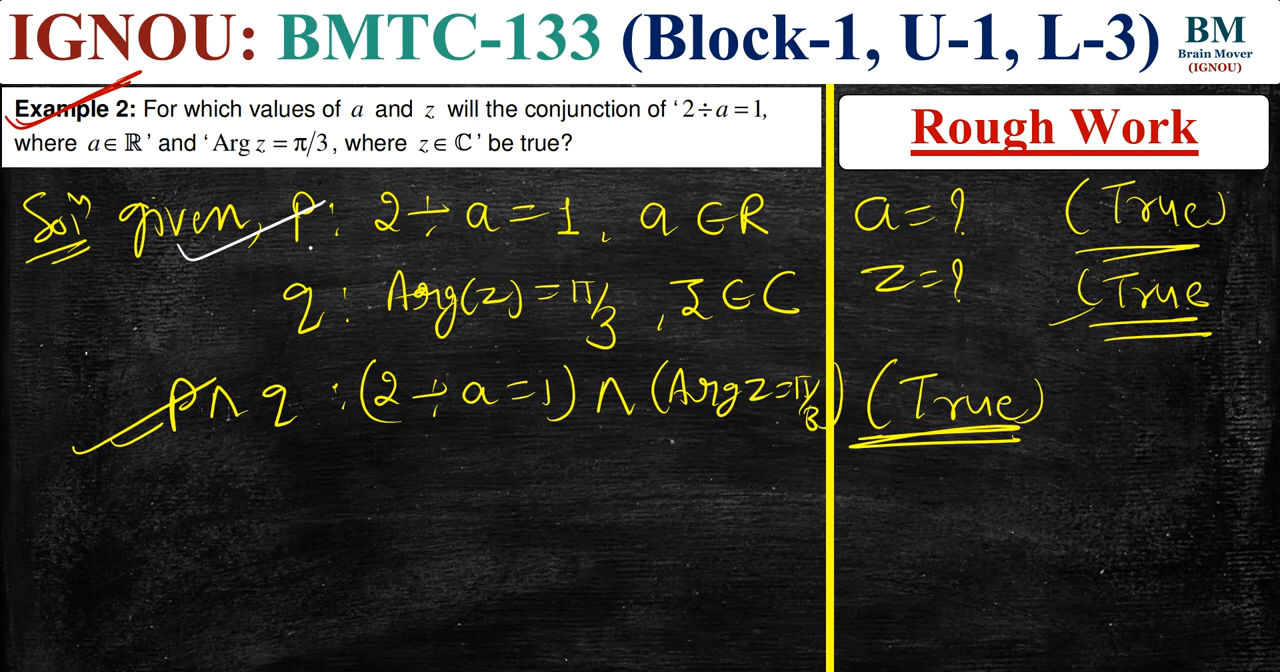 IGNOU: BMTC-133 (Block-1, U-1, L-3)
BM
Brain Mover
(IGNOU)
Example 2: For which values of a and z will the conjunction of ‘2÷a=1,
where a∈ℝ’ and ‘Arg z = π/3, where z∈ℂ’ be true?
Rough Work
Solⁿ given, p: 2÷a=1, a∈R
a=? (True)
q: Arg(z)=π/3, z∈C
z=? (True
p∧q :(2÷a=1)∧(Arg z=π/3) (True)